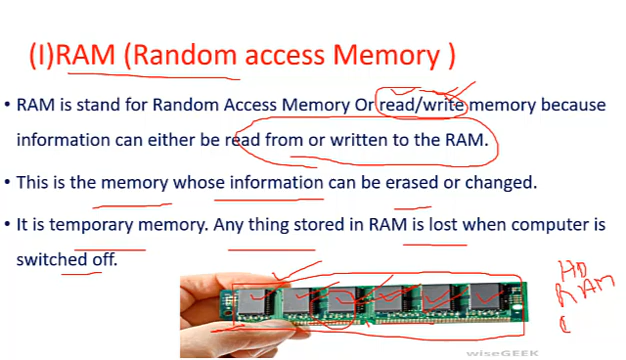 (I)RAM (Random access Memory )
• RAM is stand for Random Access Memory Or read/write memory because
information can either be read from or written to the RAM.
• This is the memory whose information can be erased or changed.
• It is temporary memory. Any thing stored in RAM is lost when computer is
switched off.
HD
RAM
wiseGEEK